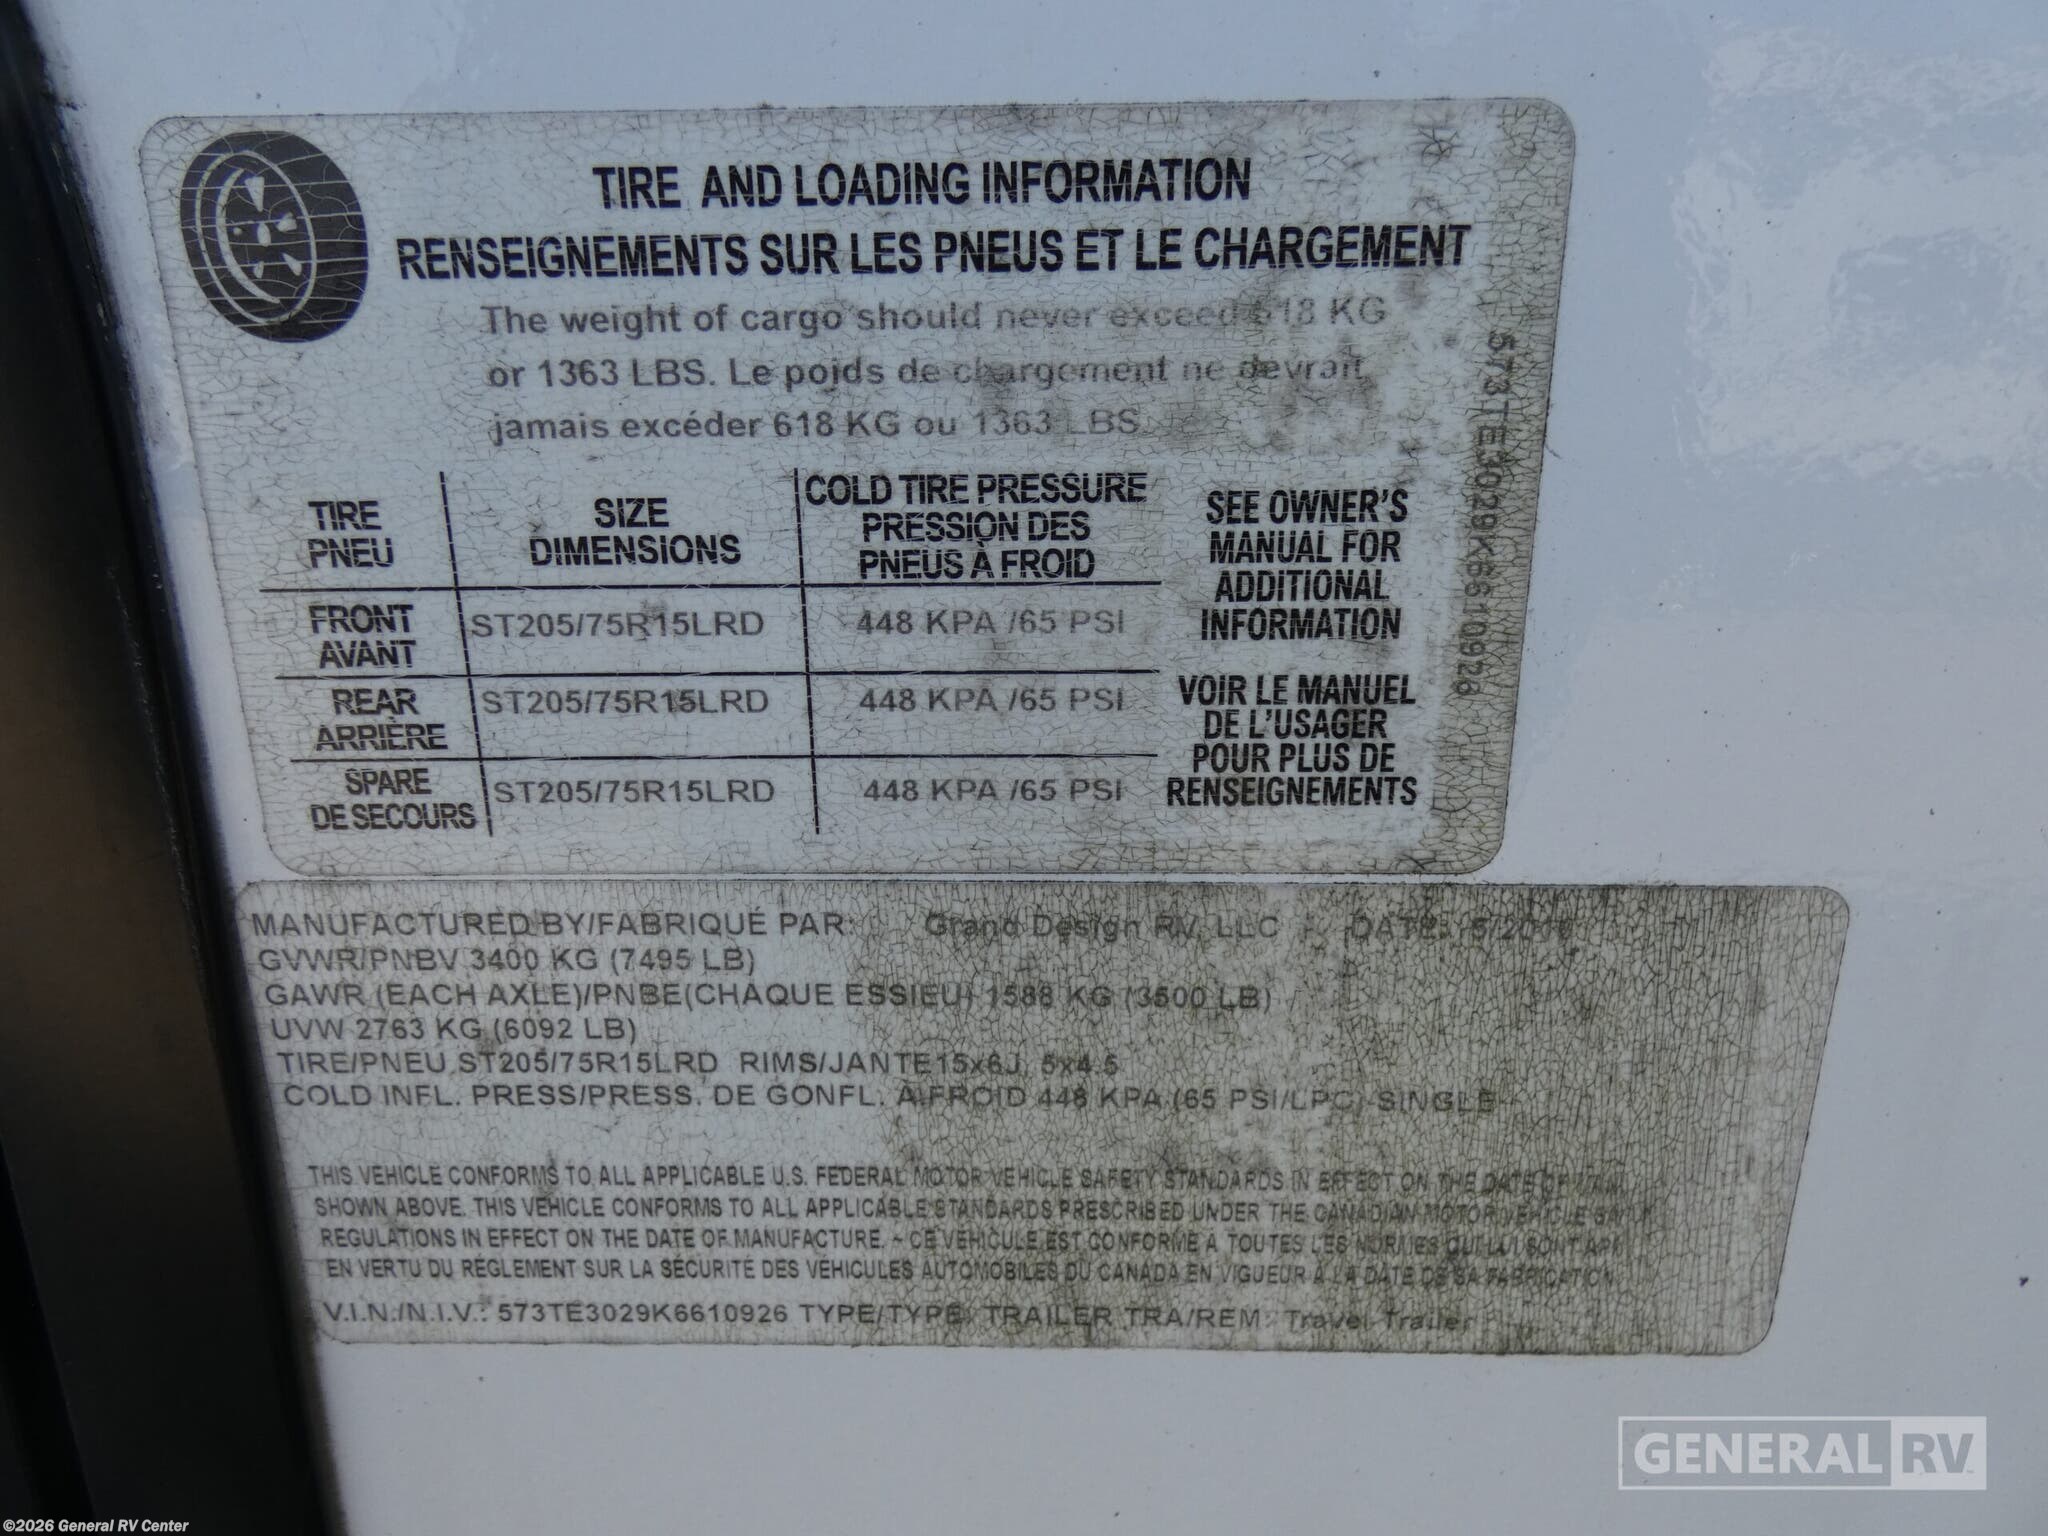 TIRE AND LOADING INFORMATION
RENSEIGNEMENTS SUR LES PNEUS ET LE CHARGEMENT
The weight of cargo should never exceed 618 KG
or 1363 LBS. Le poids de chargement ne devrait
jamais excéder 618 KG ou 1363 LBS
TIRE
PNEU
SIZE
DIMENSIONS
COLD TIRE PRESSURE
PRESSION DES
PNEUS À FROID
FRONT
AVANT
ST205/75R15LRD
448 KPA /65 PSI
REAR
ARRIÈRE
ST205/75R15LRD
448 KPA /65 PSI
SPARE
DE SECOURS
ST205/75R15LRD
448 KPA /65 PSI
SEE OWNER'S
MANUAL FOR
ADDITIONAL
INFORMATION
VOIR LE MANUEL
DE L'USAGER
POUR PLUS DE
RENSEIGNEMENTS
573TE3029K6610926
MANUFACTURED BY/FABRIQUÉ PAR: Grand Design RV, LLC DATE:
GVWR/PNBV 3400 KG (7495 LB)
GAWR (EACH AXLE)/PNBE(CHAQUE ESSIEU) 1588 KG (3500 LB)
UVW 2763 KG (6092 LB)
TIRE/PNEU ST205/75R15LRD RIMS/JANTE 15x6J, 5x4.5
COLD INFL. PRESS/PRESS. DE GONFL. À FROID 448 KPA (65 PSI/LPC) SINGLE
THIS VEHICLE CONFORMS TO ALL APPLICABLE U.S. FEDERAL MOTOR VEHICLE SAFETY STANDARDS IN EFFECT ON THE DATE OF
SHOWN ABOVE. THIS VEHICLE CONFORMS TO ALL APPLICABLE STANDARDS PRESCRIBED UNDER THE CANADIAN MOTOR VEHICLE
REGULATIONS IN EFFECT ON THE DATE OF MANUFACTURE. - CE VÉHICULE EST CONFORME À TOUTES LES NORMES QUI LUI SONT
EN VERTU DU RÉGLEMENT SUR LA SÉCURITÉ DES VÉHICULES AUTOMOBILES DU CANADA EN VIGUEUR À LA DATE DE SA FABRICATION
V.I.N./N.I.V.: 573TE3029K6610926 TYPE/TYPE: TRAILER TRA/REM: Travel Trailer
GENERAL RV
©2026 General RV Center